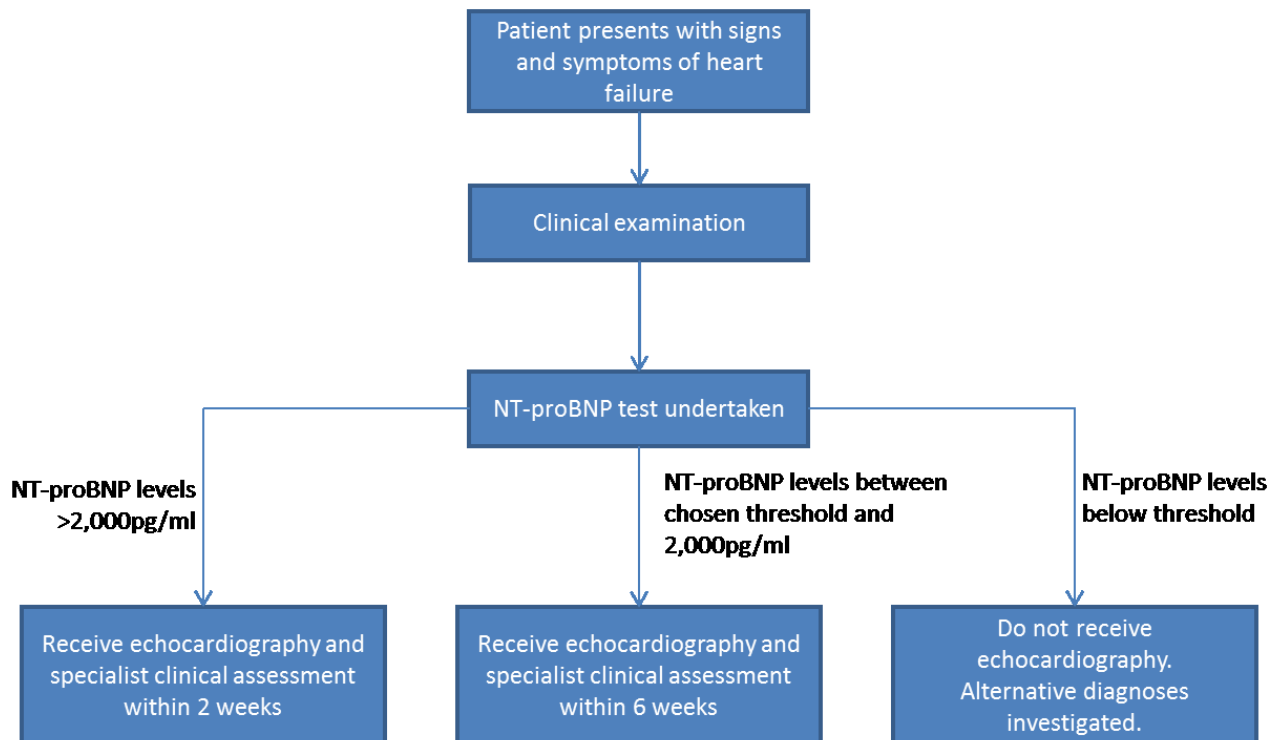 Patient presents with signs
and symptoms of heart
failure
Clinical examination
NT-proBNP test undertaken
NT-proBNP levels
>2,000pg/ml
NT-proBNP levels between
chosen threshold and
2,000pg/ml
NT-proBNP levels
below threshold
Receive echocardiography and
specialist clinical assessment
within 2 weeks
Receive echocardiography and
specialist clinical assessment
within 6 weeks
Do not receive
echocardiography.
Alternative diagnoses
investigated.